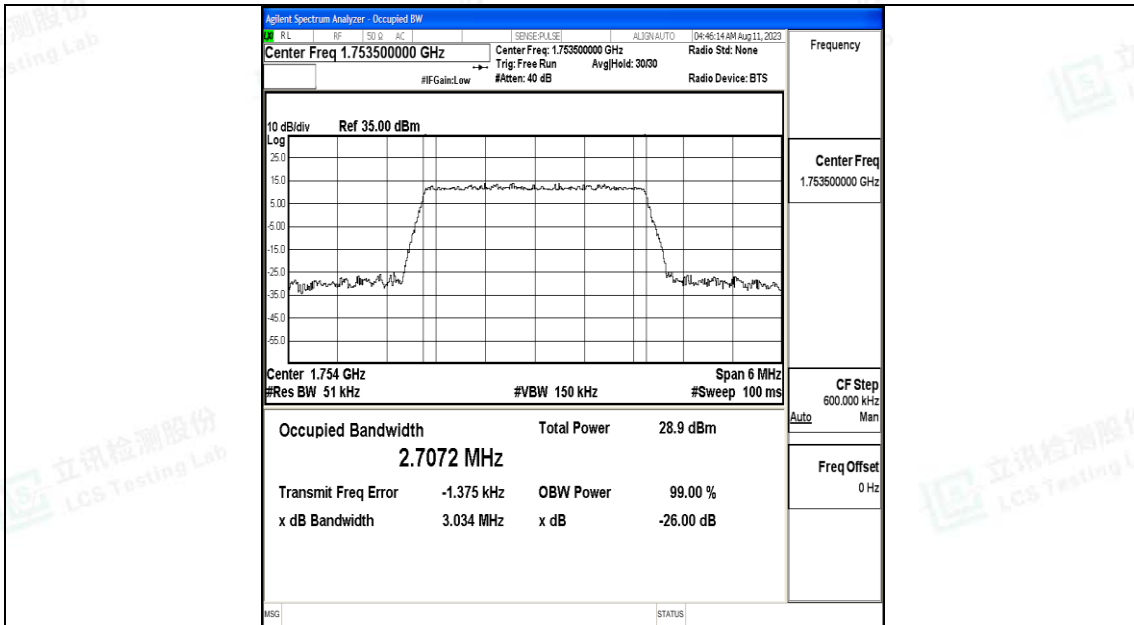 Agilent Spectrum Analyzer - Occupied BW
RL RF 50 Ω AC SENSE:PULSE ALIGN AUTO 04:46:14 AM Aug 11, 2023
Center Freq 1.753500000 GHz
Center Freq: 1.753500000 GHz Radio Std: None
Trig: Free Run Avg|Hold: 30/30
#IFGain:Low #Atten: 40 dB Radio Device: BTS
10 dB/div Ref 35.00 dBm
Log
25.0
15.0
5.00
-5.00
-15.0
-25.0
-35.0
-45.0
-55.0
Center 1.754 GHz Span 6 MHz
#Res BW 51 kHz #VBW 150 kHz #Sweep 100 ms
Occupied Bandwidth Total Power 28.9 dBm
2.7072 MHz
Transmit Freq Error -1.375 kHz OBW Power 99.00 %
x dB Bandwidth 3.034 MHz x dB -26.00 dB
MSG STATUS
Frequency
Center Freq
1.753500000 GHz
CF Step
600.000 kHz
Auto Man
Freq Offset
0 Hz
立讯检测股份
LCS Testing Lab
立讯检测股份
LCS Testing